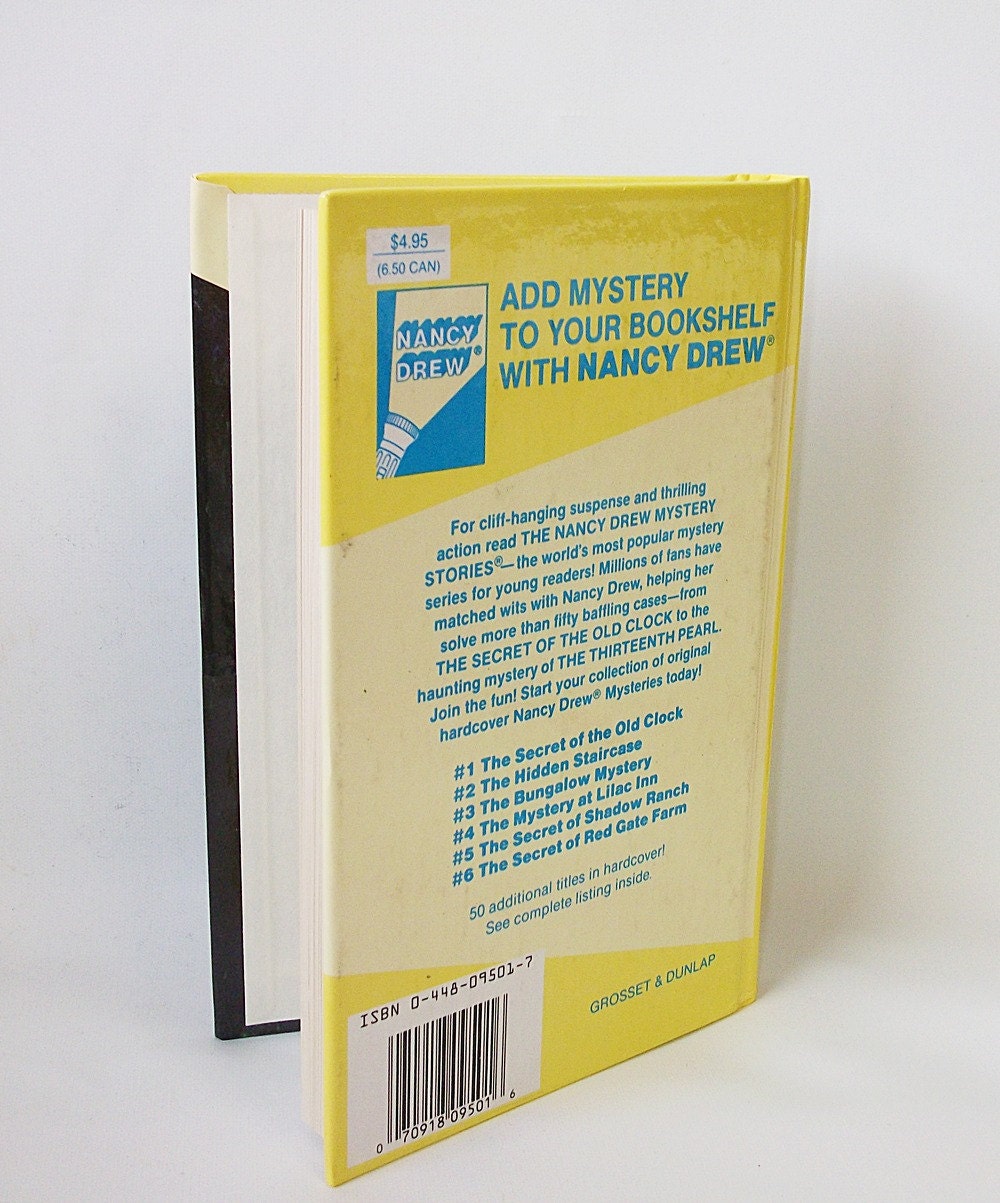 $4.95
(6.50 CAN)
NANCY
DREW®
ADD MYSTERY
TO YOUR BOOKSHELF
WITH NANCY DREW®
For cliff-hanging suspense and thrilling
action read THE NANCY DREW MYSTERY
STORIES®—the world's most popular mystery
series for young readers! Millions of fans have
matched wits with Nancy Drew, helping her
solve more than fifty baffling cases—from
THE SECRET OF THE OLD CLOCK to the
haunting mystery of THE THIRTEENTH PEARL.
Join the fun! Start your collection of original
hardcover Nancy Drew® Mysteries today!
#1 The Secret of the Old Clock
#2 The Hidden Staircase
#3 The Bungalow Mystery
#4 The Mystery at Lilac Inn
#5 The Secret of Shadow Ranch
#6 The Secret of Red Gate Farm
50 additional titles in hardcover!
See complete listing inside.
GROSSET & DUNLAP
ISBN 0-448-09501-7
0 70918 09501 6